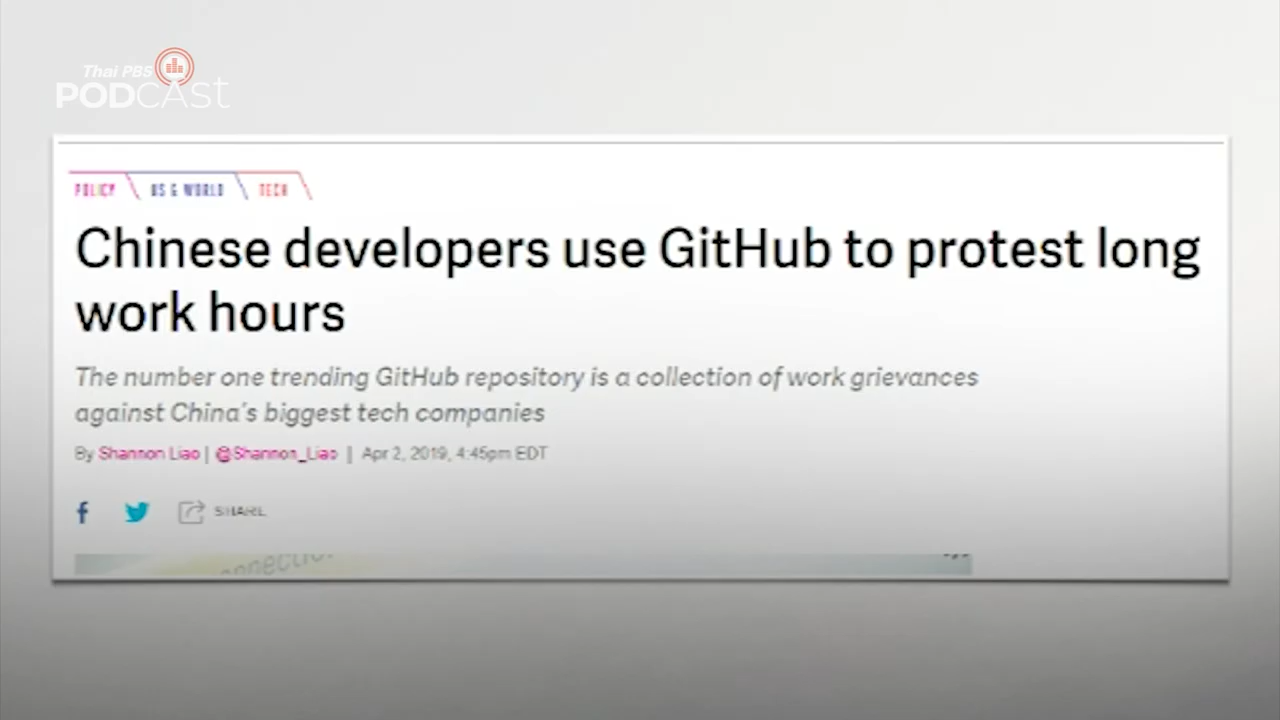 Thai PBS
PODCAST
POLICY
US & WORLD
TECH
Chinese developers use GitHub to protest long
work hours
The number one trending GitHub repository is a collection of work grievances
against China's biggest tech companies
By Shannon Liao | @Shannon_Liao | Apr 2, 2019, 4:45pm EDT
SHARE